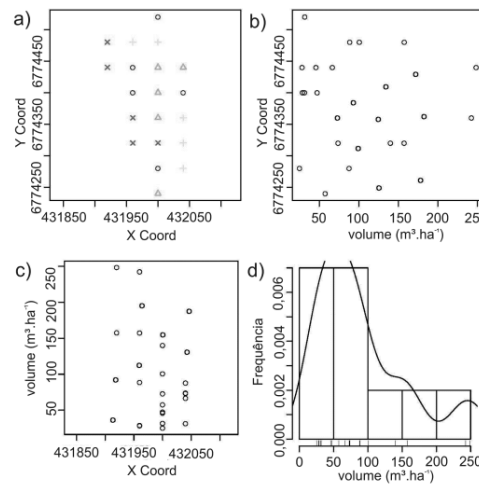 a)
6774450
6774350
6774250
Y Coord
431850 431950 432050
X Coord
b)
6774450
6774350
6774250
Y Coord
50 100 150 200 250
volume (m³.ha⁻¹)
c)
250
200
150
100
50
volume (m³.ha⁻¹)
431850 431950 432050
X Coord
d)
0,006
0,004
0,002
0,000
Frequência
0 50 100 150 200 250
volume (m³.ha⁻¹)